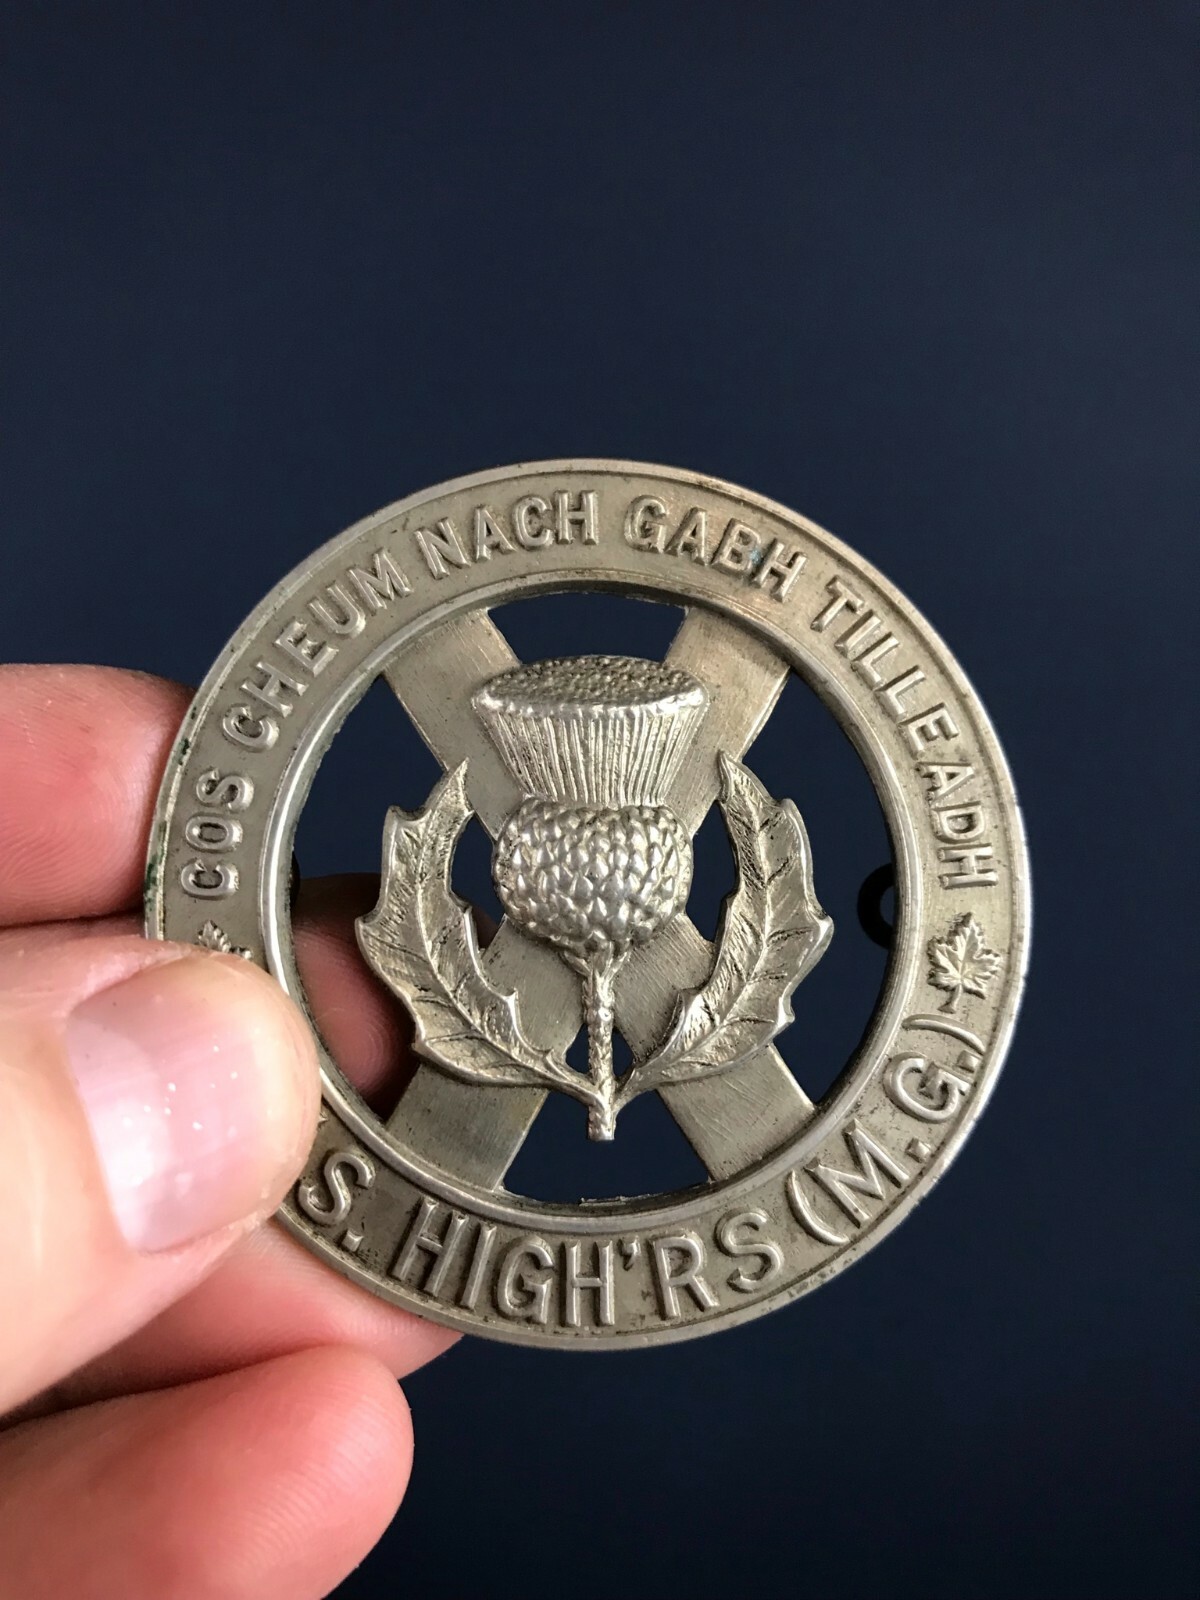 COS CHEUM NACH GABH TILLEADH
S. HIGH'RS (M.G.)